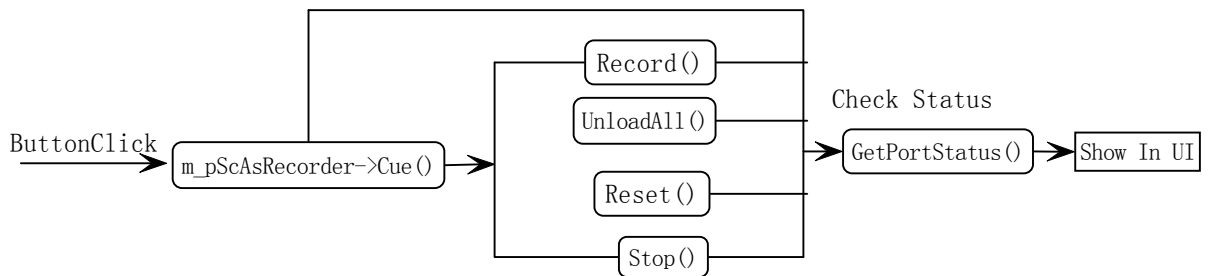 Record()
Check Status
UnloadAll()
ButtonClick
m_pScAsRecorder->Cue()
GetPortStatus()
Show In UI
Reset()
Stop()